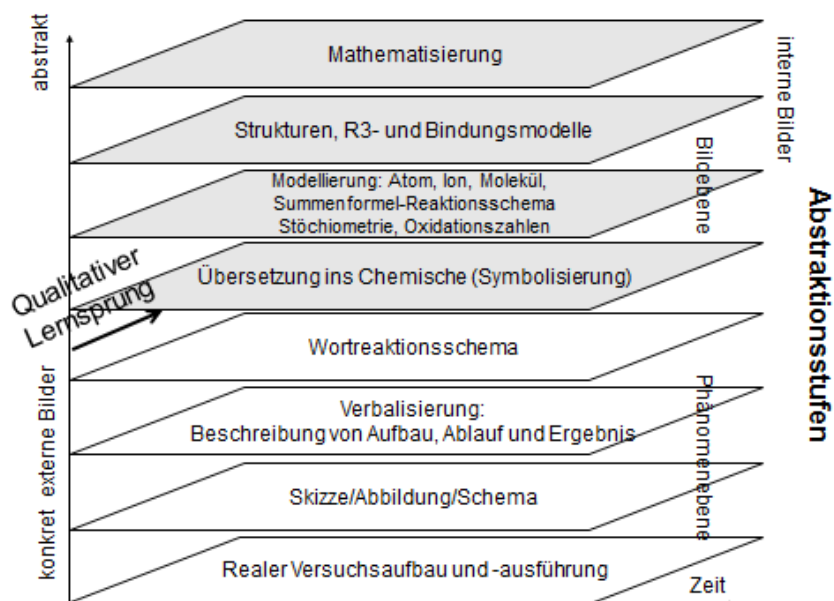 abstrakt
Mathematisierung
interne Bilder
Strukturen, R3- und Bindungsmodelle
Bildebene
Modellierung: Atom, Ion, Molekül,
Summenformel-Reaktionsschema
Stöchiometrie, Oxidationszahlen
Abstraktionsstufen
Qualitativer
Lernsprung
Übersetzung ins Chemische (Symbolisierung)
Wortreaktionsschema
konkret externe Bilder
Verbalisierung:
Beschreibung von Aufbau, Ablauf und Ergebnis
Phänomenebene
Skizze/Abbildung/Schema
Realer Versuchsaufbau und -ausführung
Zeit